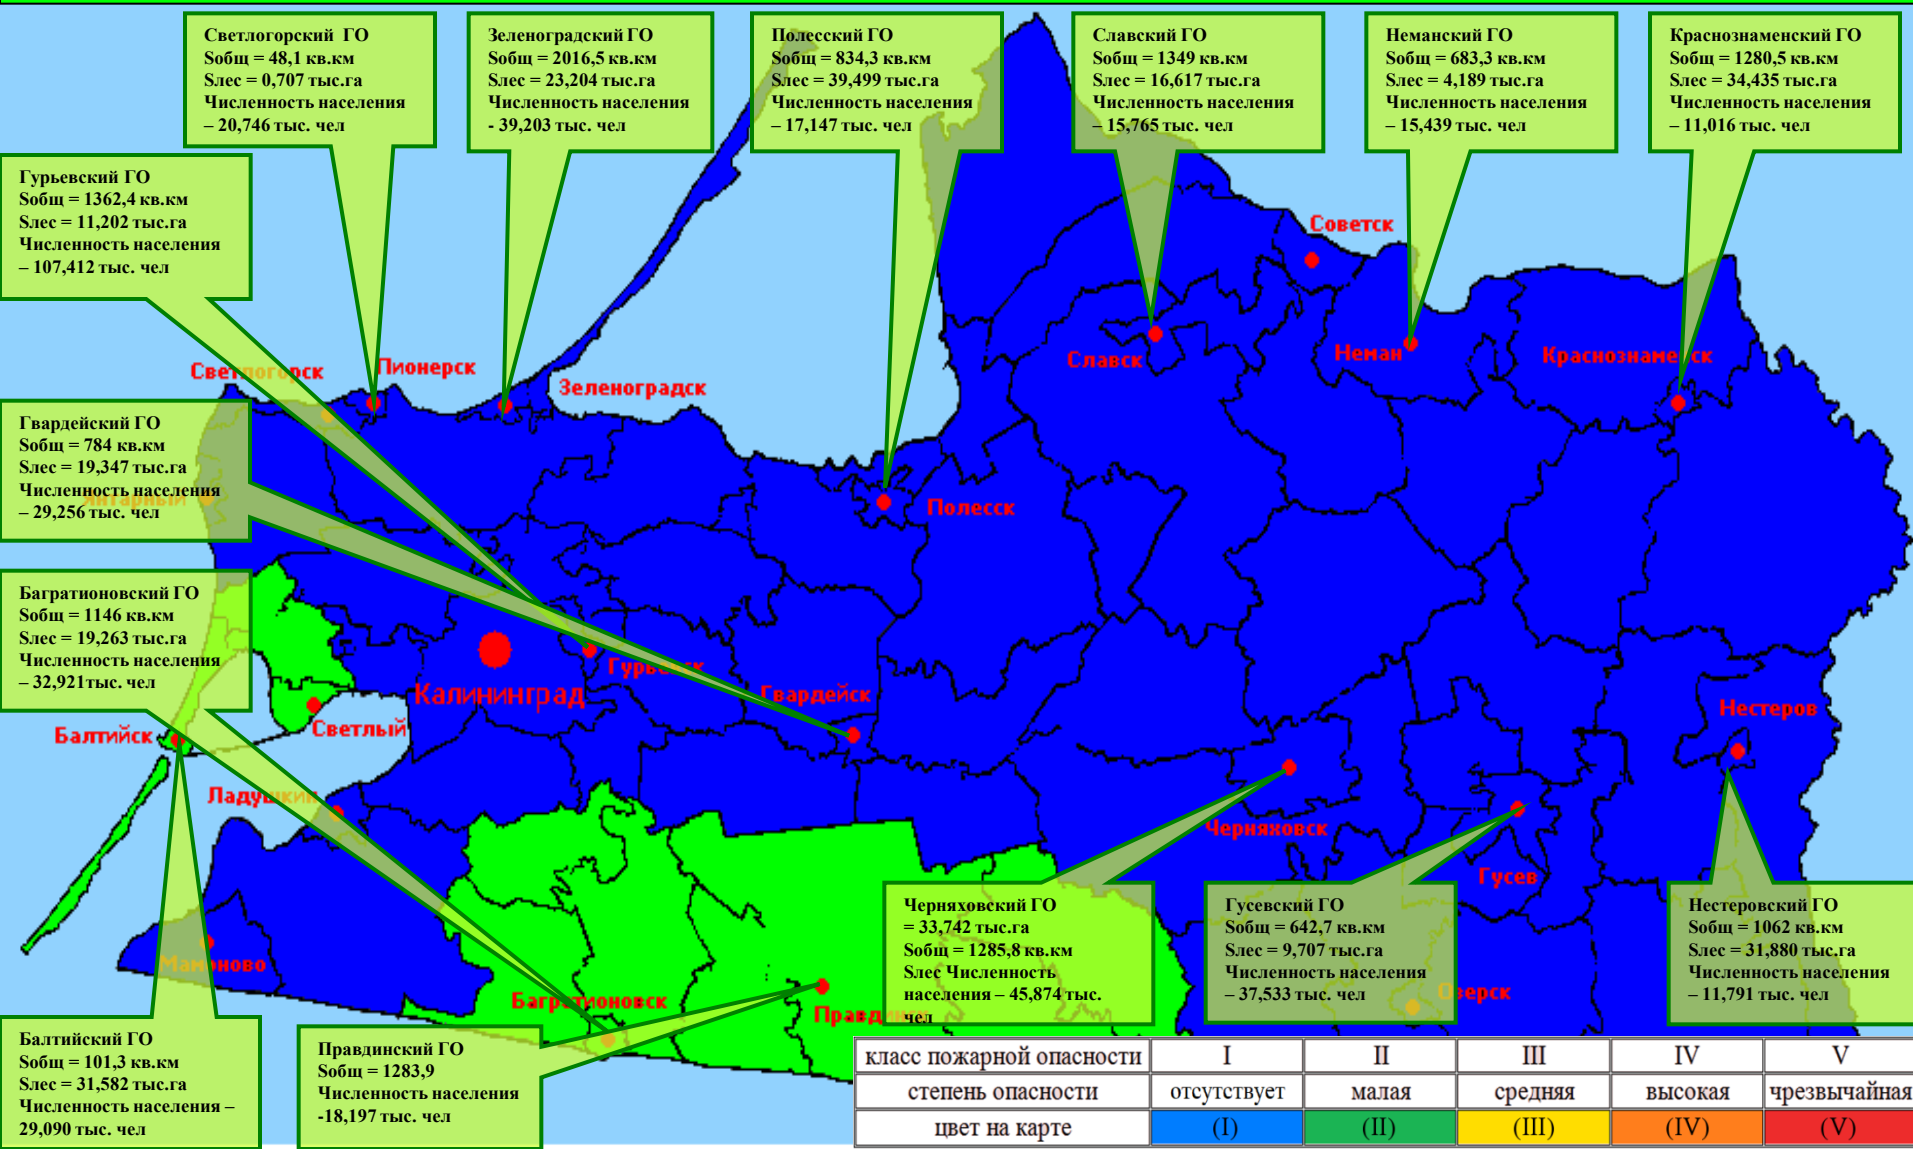 Светлогорский ГО
Sобщ = 48,1 кв.км
Sлес = 0,707 тыс.га
Численность населения
– 20,746 тыс. чел
Зеленоградский ГО
Sобщ = 2016,5 кв.км
Sлес = 23,204 тыс.га
Численность населения
- 39,203 тыс. чел
Полесский ГО
Sобщ = 834,3 кв.км
Sлес = 39,499 тыс.га
Численность населения
– 17,147 тыс. чел
Славский ГО
Sобщ = 1349 кв.км
Sлес = 16,617 тыс.га
Численность населения
– 15,765 тыс. чел
Неманский ГО
Sобщ = 683,3 кв.км
Sлес = 4,189 тыс.га
Численность населения
– 15,439 тыс. чел
Краснознаменский ГО
Sобщ = 1280,5 кв.км
Sлес = 34,435 тыс.га
Численность населения
– 11,016 тыс. чел
Гурьевский ГО
Sобщ = 1362,4 кв.км
Sлес = 11,202 тыс.га
Численность населения
– 107,412 тыс. чел
Советск
Славск
Неман
Краснознаменск
Светлогорск
Пионерск
Зеленоградск
Гвардейский ГО
Sобщ = 784 кв.км
Sлес = 19,347 тыс.га
Численность населения
– 29,256 тыс. чел
Янтарный
Полесск
Багратионовский ГО
Sобщ = 1146 кв.км
Sлес = 19,263 тыс.га
Численность населения
– 32,921тыс. чел
Калининград
Гурьевск
Гвардейск
Нестеров
Балтийск
Светлый
Ладушкин
Черняховск
Гусев
Мамоново
Багратионовск
Правдинск
Озерск
Черняховский ГО
= 33,742 тыс.га
Sобщ = 1285,8 кв.км
Sлес Численность
населения – 45,874 тыс.
чел
Гусевский ГО
Sобщ = 642,7 кв.км
Sлес = 9,707 тыс.га
Численность населения
– 37,533 тыс. чел
Нестеровский ГО
Sобщ = 1062 кв.км
Sлес = 31,880 тыс.га
Численность населения
– 11,791 тыс. чел
Балтийский ГО
Sобщ = 101,3 кв.км
Sлес = 31,582 тыс.га
Численность населения –
29,090 тыс. чел
Правдинский ГО
Sобщ = 1283,9
Численность населения
-18,197 тыс. чел
класс пожарной опасности I II III IV V
степень опасности отсутствует малая средняя высокая чрезвычайная
цвет на карте (I) (II) (III) (IV) (V)